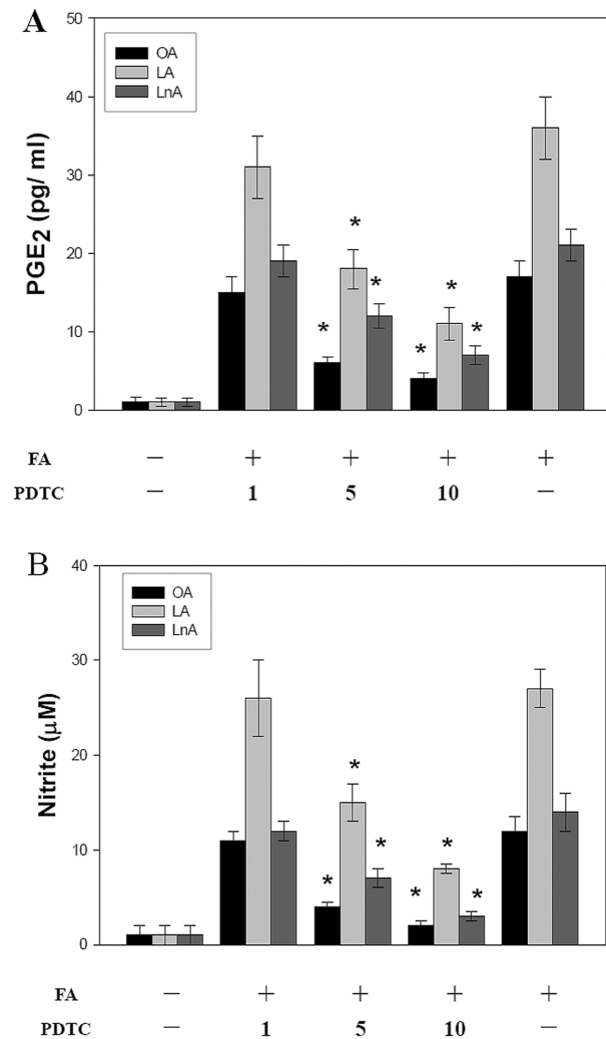 A
50
OA
LA
LnA
40
30
20
10
0
PGE2 (pg/ ml)
* * * * * *
FA − + + + +
PDTC − 1 5 10 −
B
40
OA
LA
LnA
30
20
10
0
Nitrite (μM)
* * * * * *
FA − + + + +
PDTC − 1 5 10 −